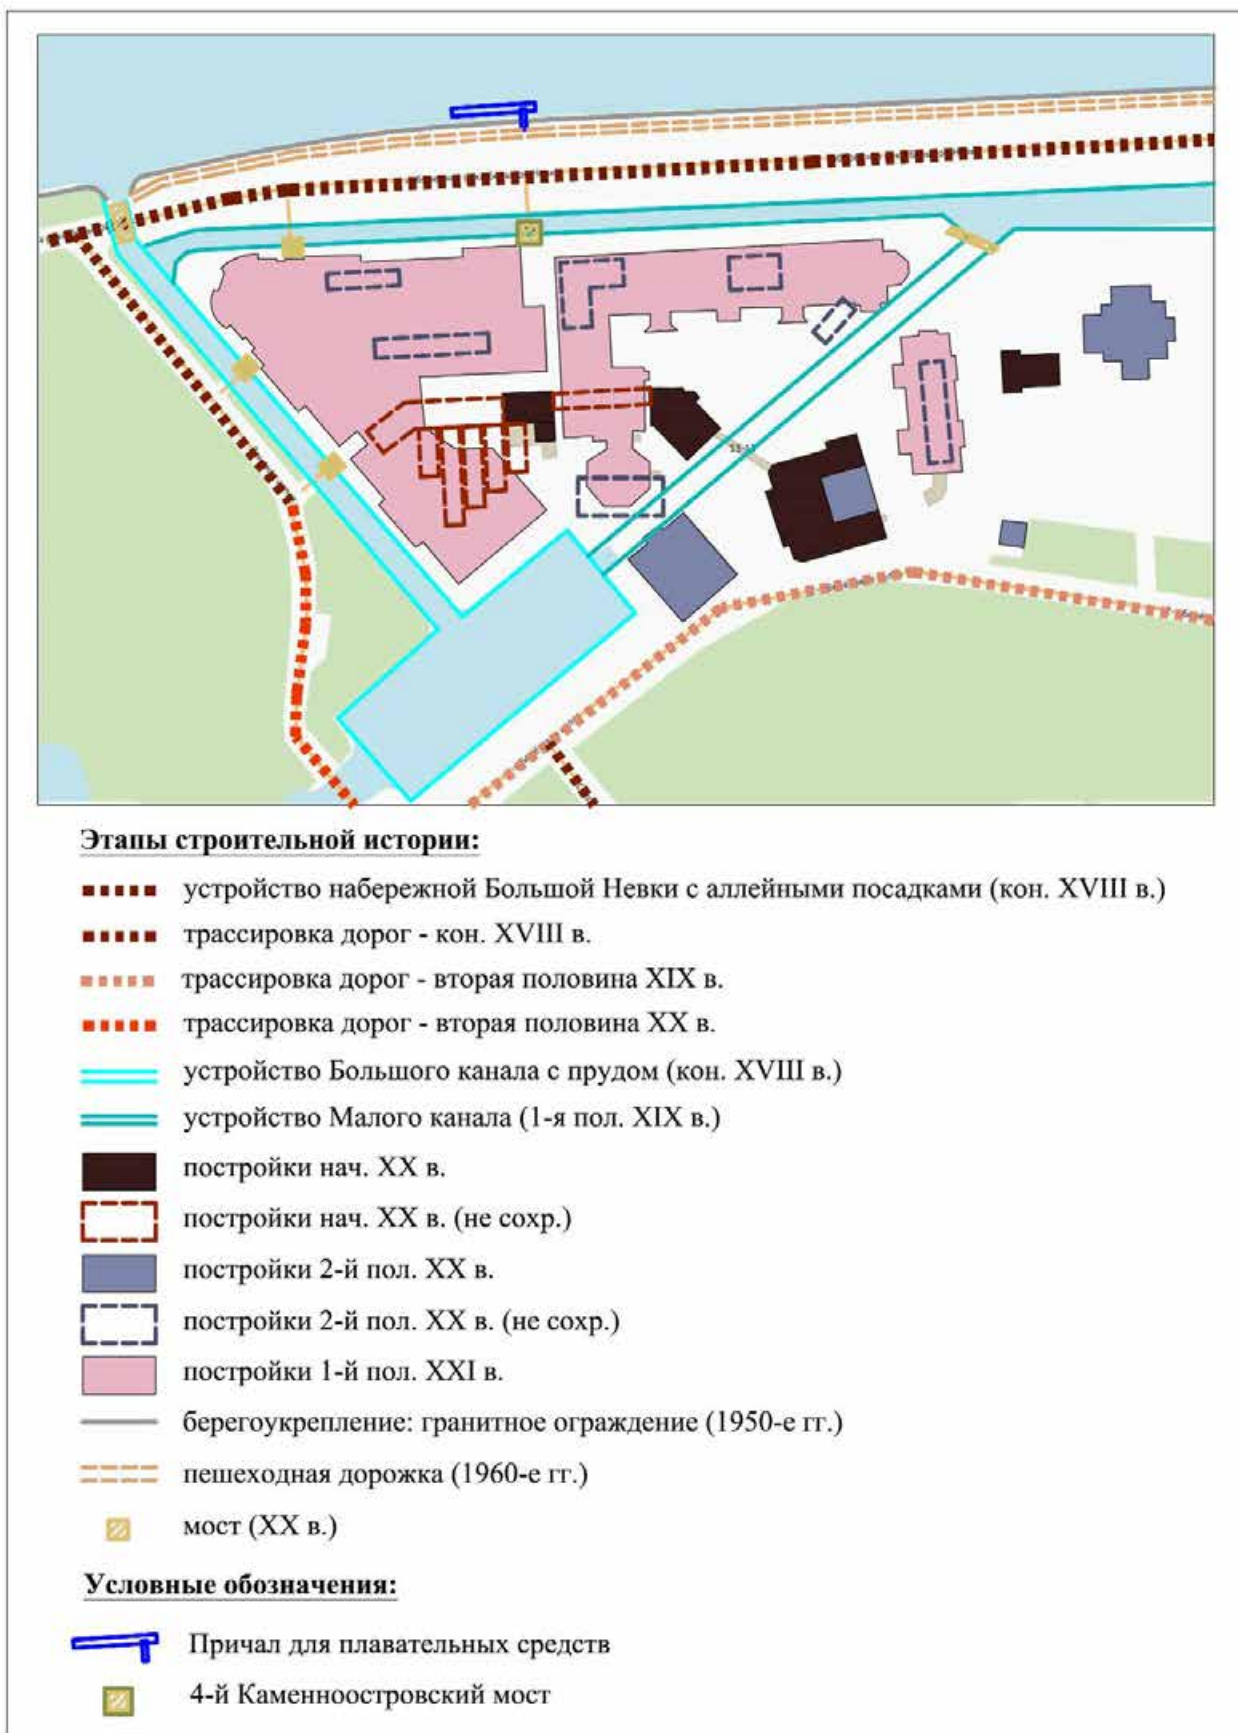 Этапы строительной истории:
устройство набережной Большой Невки с аллейными посадками (кон. XVIII в.)
трассировка дорог - кон. XVIII в.
трассировка дорог - вторая половина XIX в.
трассировка дорог - вторая половина XX в.
устройство Большого канала с прудом (кон. XVIII в.)
устройство Малого канала (1-я пол. XIX в.)
постройки нач. XX в.
постройки нач. XX в. (не сохр.)
постройки 2-й пол. XX в.
постройки 2-й пол. XX в. (не сохр.)
постройки 1-й пол. XXI в.
берегоукрепление: гранитное ограждение (1950-е гг.)
пешеходная дорожка (1960-е гг.)
мост (XX в.)
Условные обозначения:
Причал для плавательных средств
4-й Каменноостровский мост